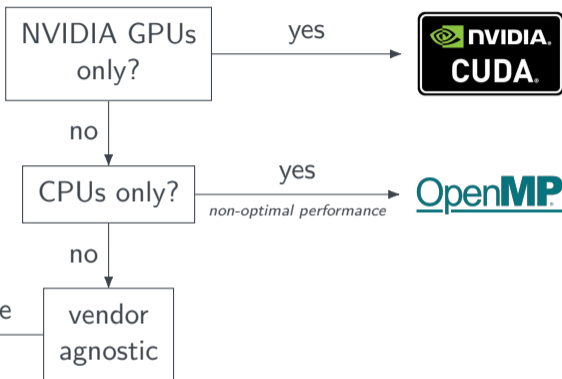 NVIDIA GPUs
only?
yes
NVIDIA.
CUDA.
no
CPUs only?
yes
non-optimal performance
OpenMP
no
e
vendor
agnostic